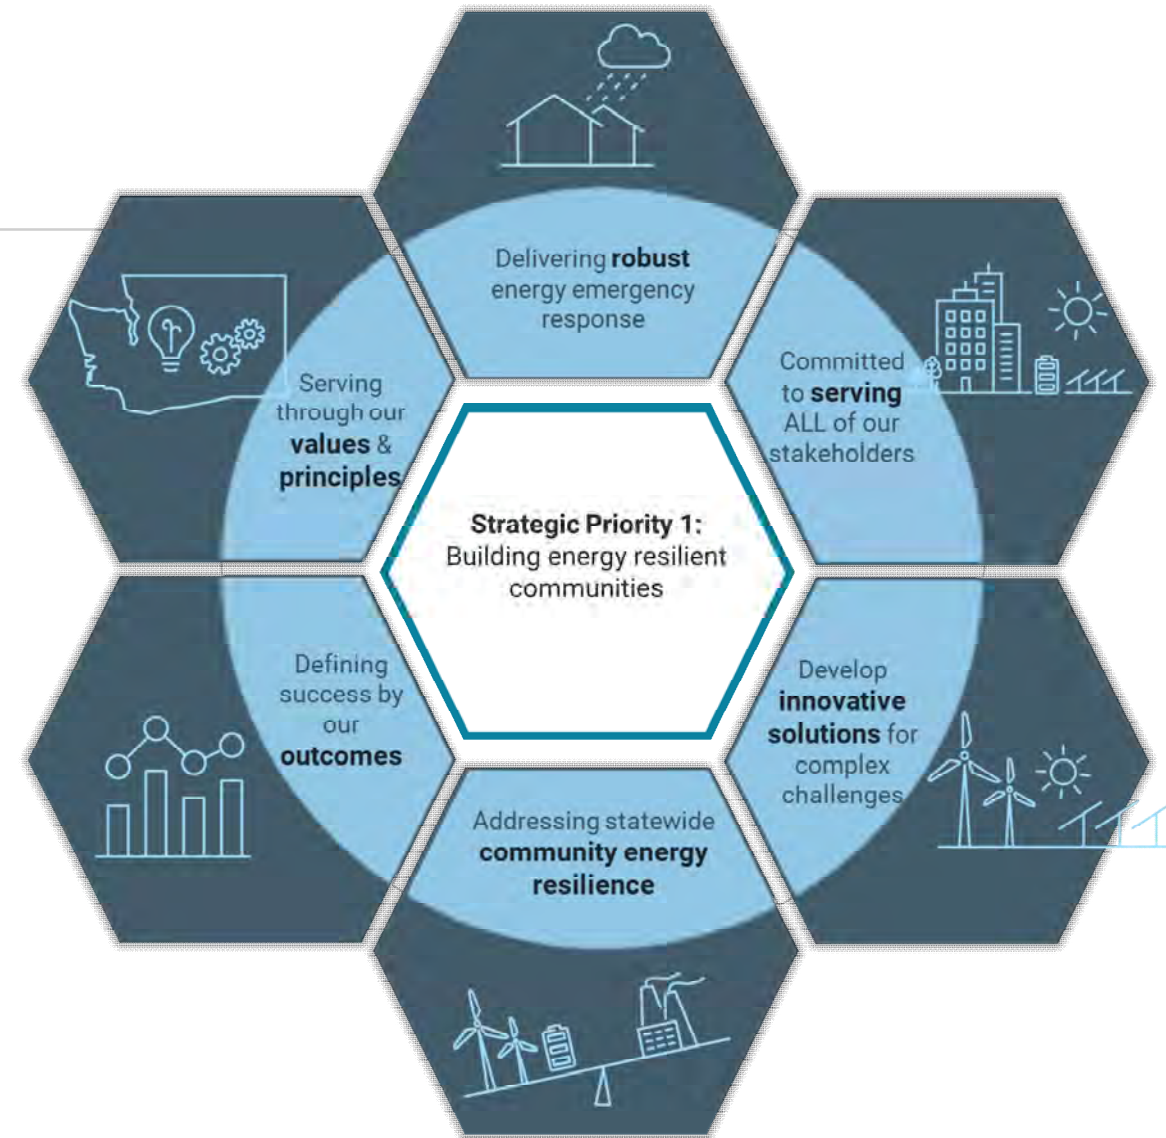 Delivering robust
energy emergency
response
Committed
to serving
ALL of our
stakeholders
Develop
innovative
solutions for
complex
challenges
Addressing statewide
community energy
resilience
Defining
success by
our
outcomes
Serving
through our
values &
principles
Strategic Priority 1:
Building energy resilient
communities